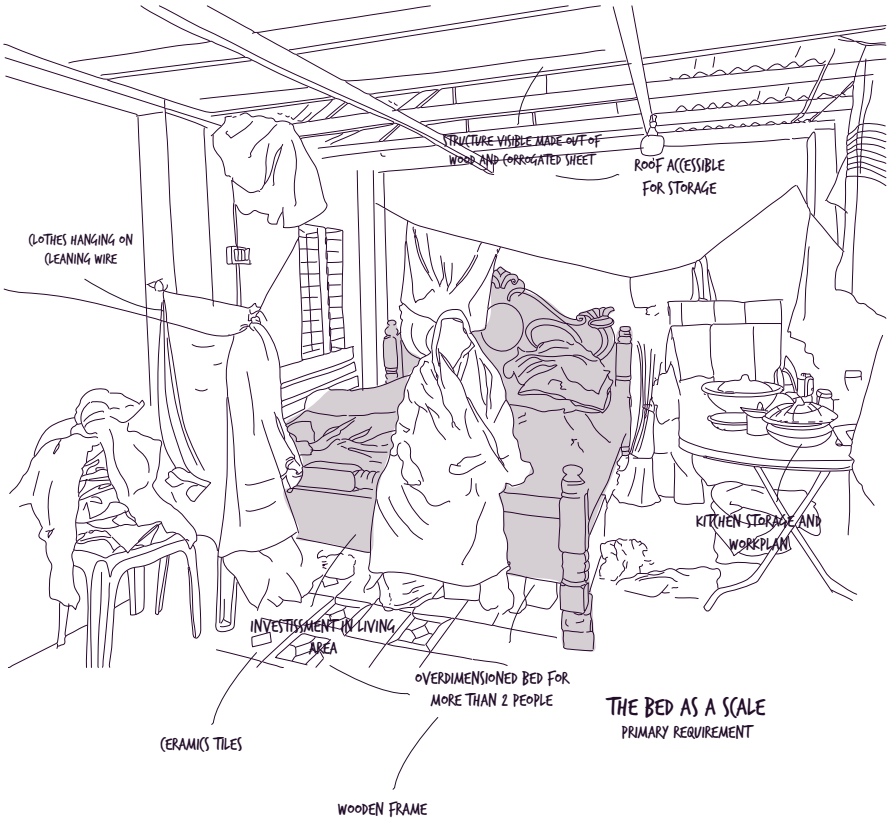 STRUCTURE VISIBLE MADE OUT OF
WOOD AND CORROGATED SHEET
ROOF ACCESSIBLE
FOR STORAGE
CLOTHES HANGING ON
CLEANING WIRE
KITCHEN STORAGE AND
WORKPLAN
INVESTISSMENT IN LIVING
AREA
OVERDIMENSIONED BED FOR
MORE THAN 2 PEOPLE
THE BED AS A SCALE
PRIMARY REQUIREMENT
CERAMICS TILES
WOODEN FRAME